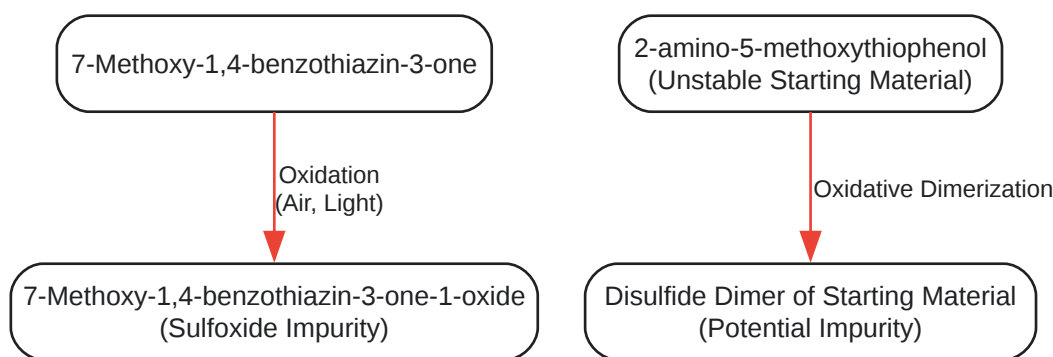 7-Methoxy-1,4-benzothiazin-3-one
Oxidation
(Air, Light)
7-Methoxy-1,4-benzothiazin-3-one-1-oxide
(Sulfoxide Impurity)
2-amino-5-methoxythiophenol
(Unstable Starting Material)
Oxidative Dimerization
Disulfide Dimer of Starting Material
(Potential Impurity)